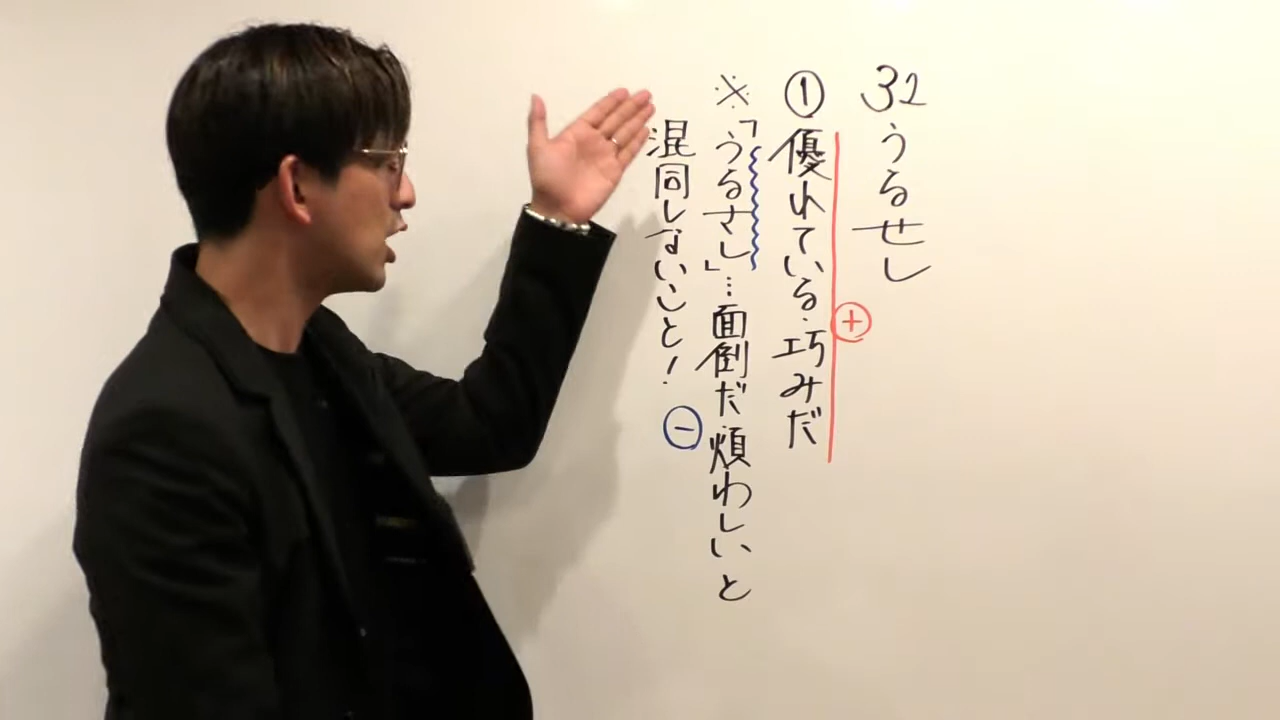 32 うるせし
① 優れている・巧みだ
⊕
※「うるさし」…面倒だ 煩わしいと
混同しないこと!
⊖